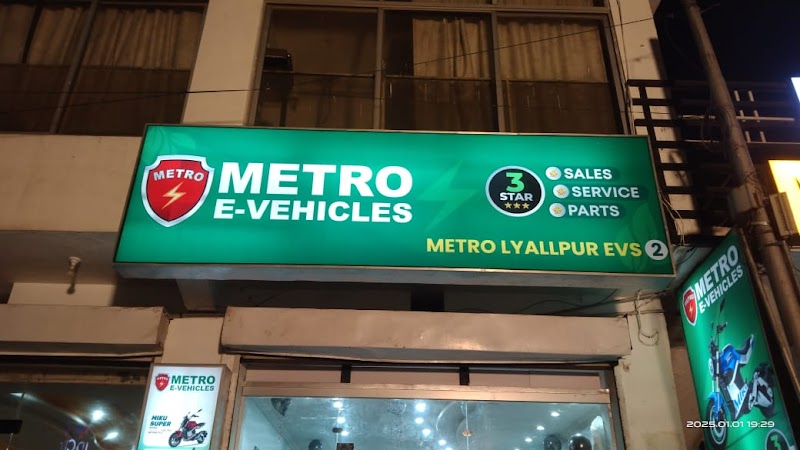 METRO
METRO
E-VEHICLES
3
STAR
SALES
SERVICE
PARTS
METRO LYALLPUR EVS 2
METRO
E-VEHICLES
METRO
E-VEHICLES
MIKU
SUPER
2025.01.01 19:29